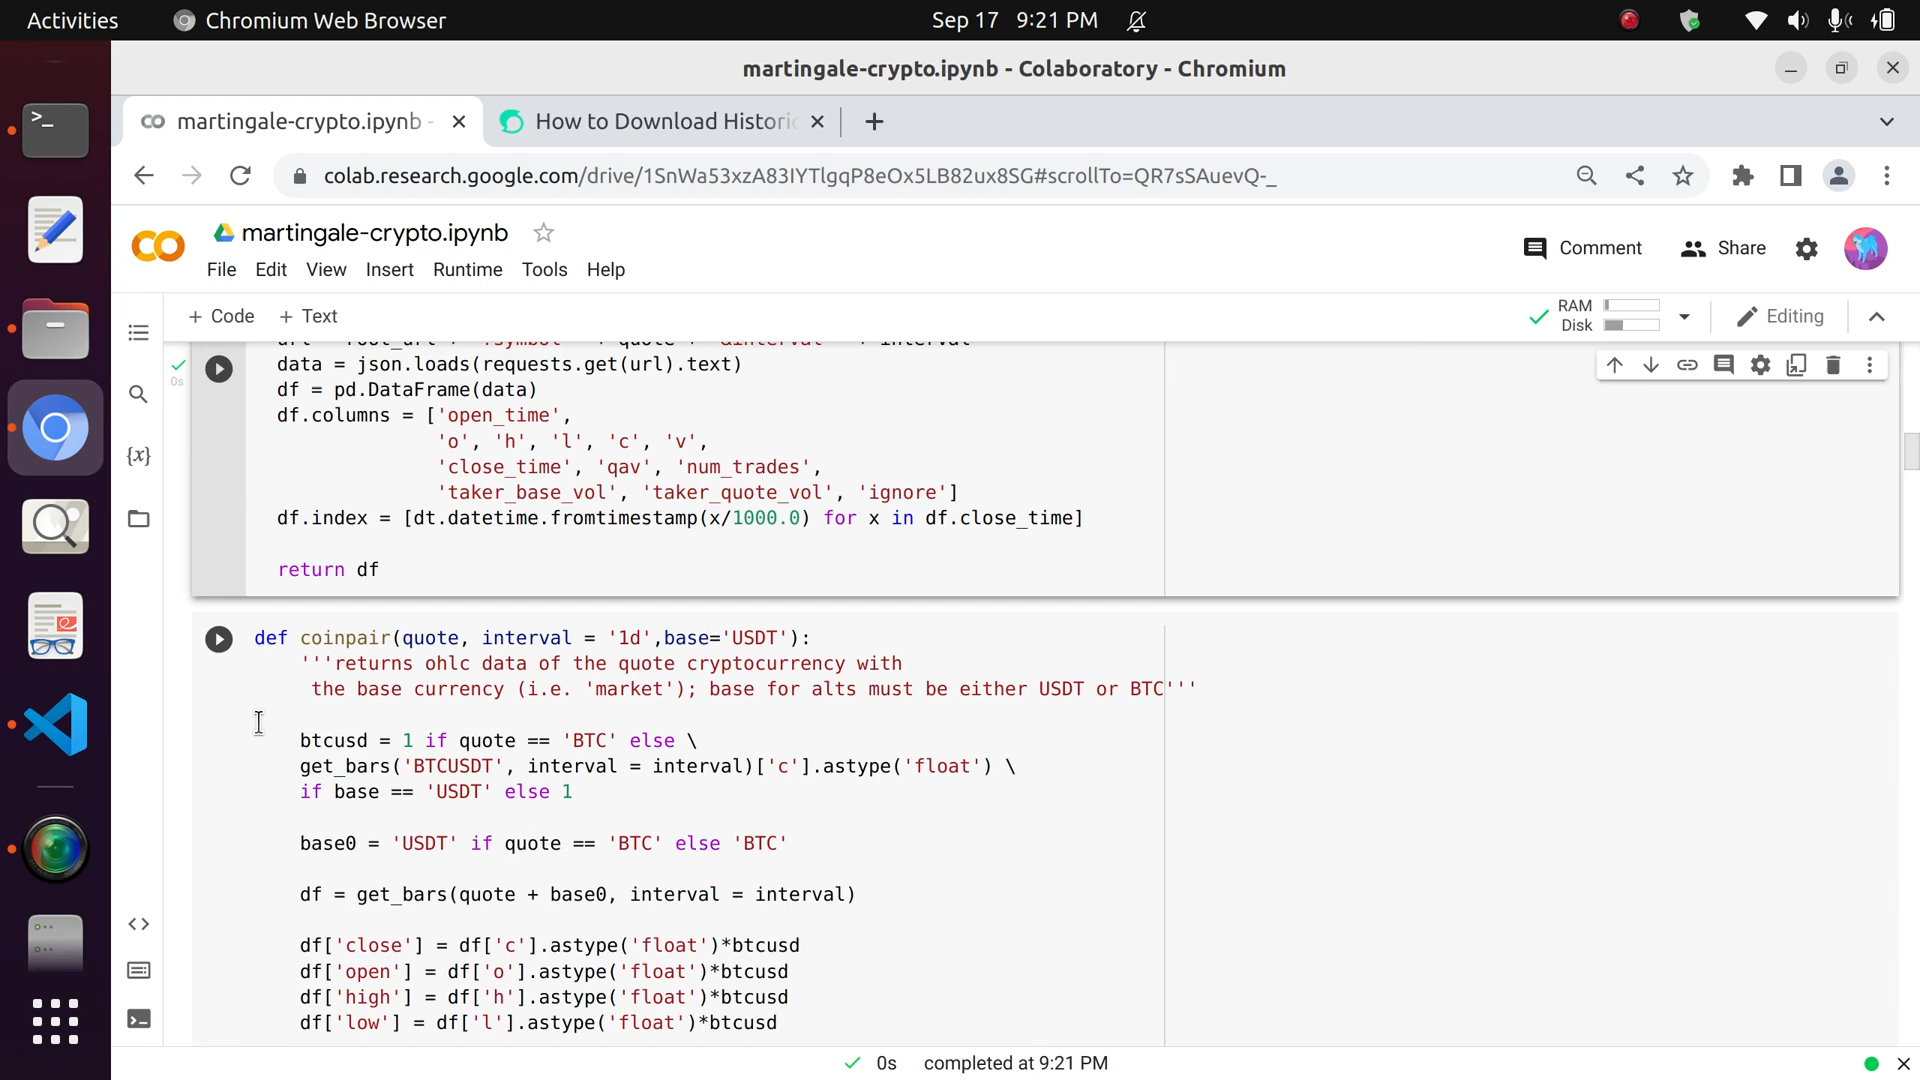 Activities
Chromium Web Browser
Sep 17 9:21 PM
martingale-crypto.ipynb - Colaboratory - Chromium
martingale-crypto.ipynb -
How to Download Histori
colab.research.google.com/drive/1SnWa53xzA83IYTlgqP8eOx5LB82ux8SG#scrollTo=QR7sSAuevQ-_
martingale-crypto.ipynb
Comment
Share
File Edit View Insert Runtime Tools Help
+ Code + Text
RAM
Disk
Editing
0s
data = json.loads(requests.get(url).text)
df = pd.DataFrame(data)
df.columns = ['open_time',
'o', 'h', 'l', 'c', 'v',
'close_time', 'qav', 'num_trades',
'taker_base_vol', 'taker_quote_vol', 'ignore']
df.index = [dt.datetime.fromtimestamp(x/1000.0) for x in df.close_time]
return df
def coinpair(quote, interval = '1d',base='USDT'):
'''returns ohlc data of the quote cryptocurrency with
the base currency (i.e. 'market'); base for alts must be either USDT or BTC'''
btcusd = 1 if quote == 'BTC' else \
get_bars('BTCUSDT', interval = interval)['c'].astype('float') \
if base == 'USDT' else 1
base0 = 'USDT' if quote == 'BTC' else 'BTC'
df = get_bars(quote + base0, interval = interval)
df['close'] = df['c'].astype('float')*btcusd
df['open'] = df['o'].astype('float')*btcusd
df['high'] = df['h'].astype('float')*btcusd
df['low'] = df['l'].astype('float')*btcusd
0s completed at 9:21 PM